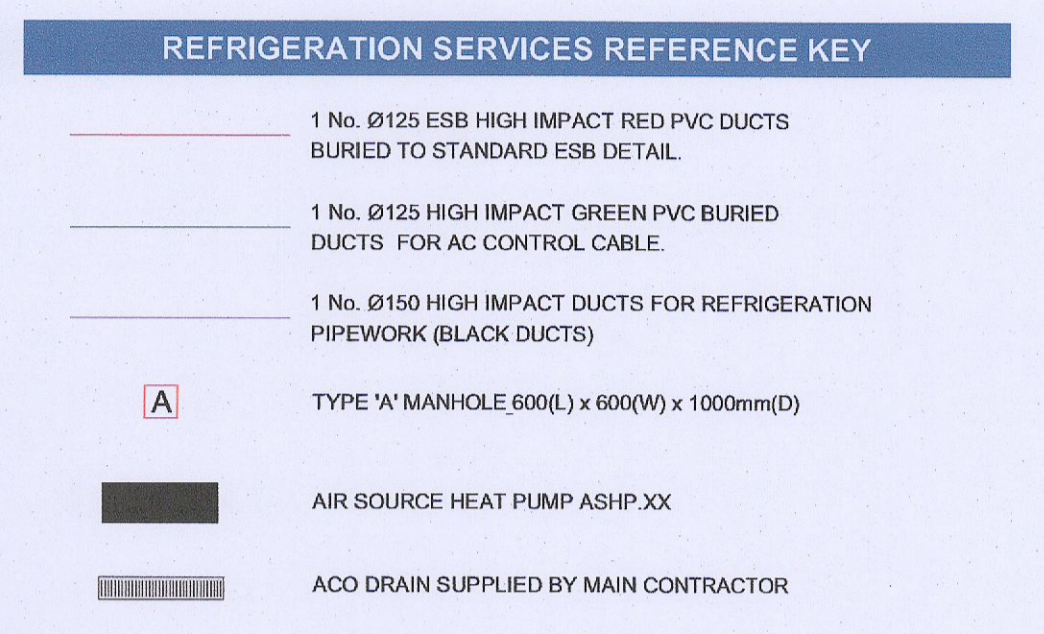 REFRIGERATION SERVICES REFERENCE KEY
1 No. Ø125 ESB HIGH IMPACT RED PVC DUCTS
BURIED TO STANDARD ESB DETAIL.
1 No. Ø125 HIGH IMPACT GREEN PVC BURIED
DUCTS FOR AC CONTROL CABLE.
1 No. Ø150 HIGH IMPACT DUCTS FOR REFRIGERATION
PIPEWORK (BLACK DUCTS)
A
TYPE 'A' MANHOLE_600(L) x 600(W) x 1000mm(D)
AIR SOURCE HEAT PUMP ASHP.XX
ACO DRAIN SUPPLIED BY MAIN CONTRACTOR